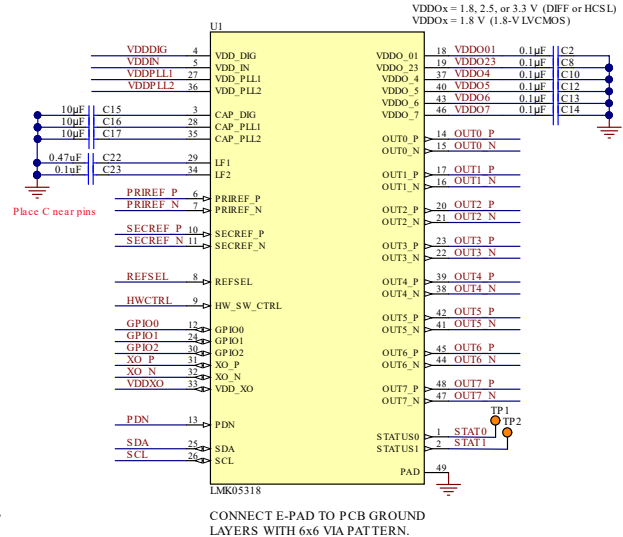 VDDOx = 1.8, 2.5, or 3.3 V (DIFF or HCSL)
VDDOx = 1.8 V (1.8-V LVCMOS)
U1
VDDDIG 4 VDD_DIG
VDDIN 5 VDD_IN
VDDPLL1 27 VDD_PLL1
VDDPLL2 36 VDD_PLL2
10µF C15 3 CAP_DIG
10µF C16 28 CAP_PLL1
10µF C17 35 CAP_PLL2
0.47uF C22 29 LF1
0.1uF C23 34 LF2
Place C near pins
PRIREF_P 6 PRIREF_P
PRIREF_N 7 PRIREF_N
SECREF_P 10 SECREF_P
SECREF_N 11 SECREF_N
REFSEL 8 REFSEL
HWCTRL 9 HW_SW_CTRL
GPIO0 12 GPIO0
GPIO1 24 GPIO1
GPIO2 30 GPIO2
XO_P 31 XO_P
XO_N 32 XO_N
VDDXO 33 VDD_XO
PDN 13 PDN
SDA 25 SDA
SCL 26 SCL
VDDO_01 18 VDDO01 0.1µF C2
VDDO_23 19 VDDO23 0.1µF C8
VDDO_4 37 VDDO4 0.1µF C10
VDDO_5 40 VDDO5 0.1µF C12
VDDO_6 43 VDDO6 0.1µF C13
VDDO_7 46 VDDO7 0.1µF C14
OUT0_P 14 OUT0_P
OUT0_N 15 OUT0_N
OUT1_P 17 OUT1_P
OUT1_N 16 OUT1_N
OUT2_P 20 OUT2_P
OUT2_N 21 OUT2_N
OUT3_P 23 OUT3_P
OUT3_N 22 OUT3_N
OUT4_P 39 OUT4_P
OUT4_N 38 OUT4_N
OUT5_P 42 OUT5_P
OUT5_N 41 OUT5_N
OUT6_P 45 OUT6_P
OUT6_N 44 OUT6_N
OUT7_P 48 OUT7_P
OUT7_N 47 OUT7_N
TP1
TP2
STATUS0 1 STAT0
STATUS1 2 STAT1
PAD 49
LMK05318
CONNECT E-PAD TO PCB GROUND
LAYERS WITH 6x6 VIA PATTERN.